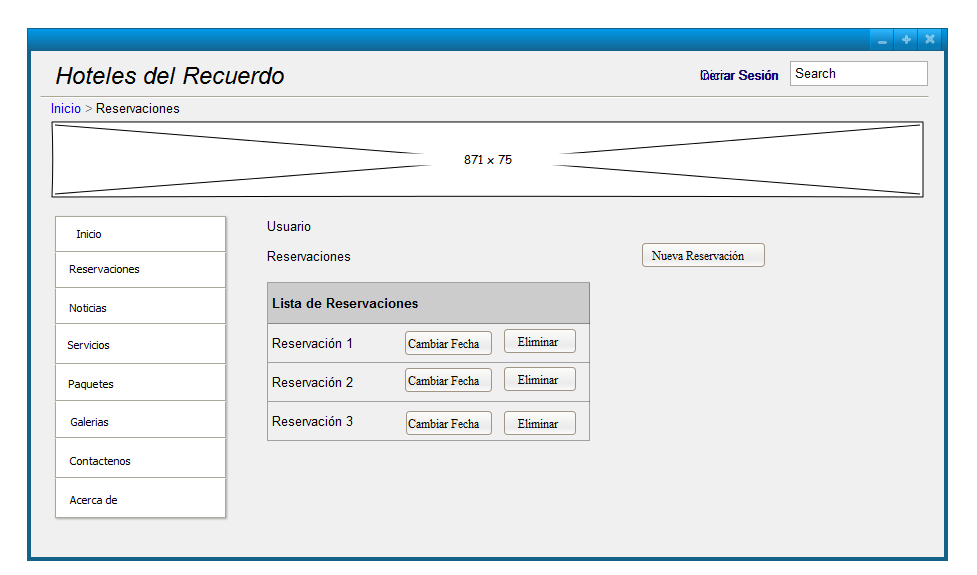 Hoteles del Recuerdo
Sesión
Search
Inicio > Reservaciones
871 x 75
Inicio
Reservaciones
Noticias
Servicios
Paquetes
Galerias
Contactenos
Acerca de
Usuario
Reservaciones
Nueva Reservación
Lista de Reservaciones
Reservación 1 Cambiar Fecha Eliminar
Reservación 2 Cambiar Fecha Eliminar
Reservación 3 Cambiar Fecha Eliminar